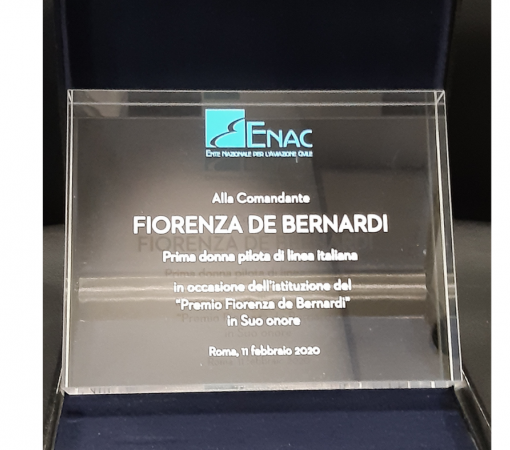 ENAC
ENTE NAZIONALE PER L'AVIAZIONE CIVILE
Alla Comandante
FIORENZA DE BERNARDI
Prima donna pilota di linea italiana
in occasione dell'istituzione del
"Premio Fiorenza de Bernardi"
in Suo onore
Roma, 11 febbraio 2020